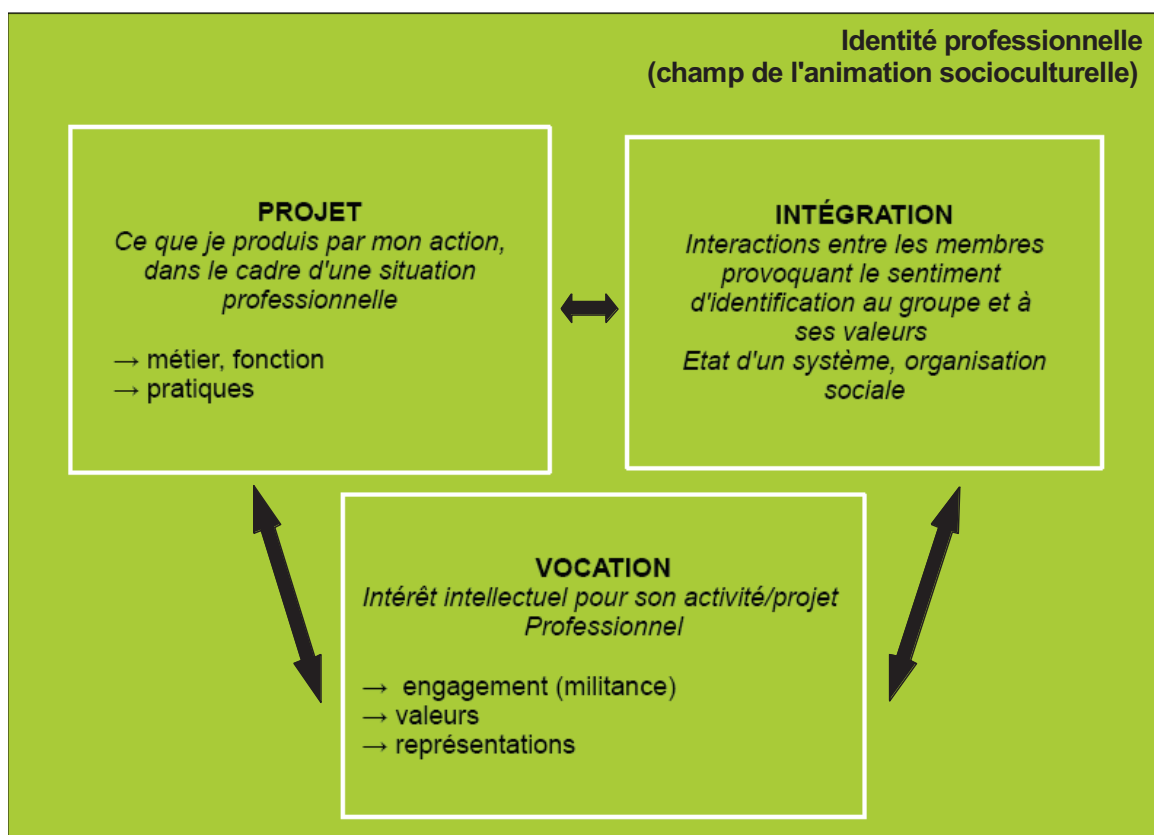 Identité professionnelle
(champ de l'animation socioculturelle)
PROJET
Ce que je produis par mon action,
dans le cadre d'une situation
professionnelle
→ métier, fonction
→ pratiques
INTÉGRATION
Interactions entre les membres
provoquant le sentiment
d'identification au groupe et à
ses valeurs
Etat d'un système, organisation
sociale
VOCATION
Intérêt intellectuel pour son activité/projet
Professionnel
→ engagement (militance)
→ valeurs
→ représentations